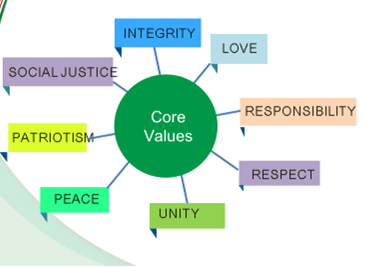 INTEGRITY
LOVE
SOCIAL JUSTICE
RESPONSIBILITY
Core
Values
PATRIOTISM
RESPECT
PEACE
UNITY